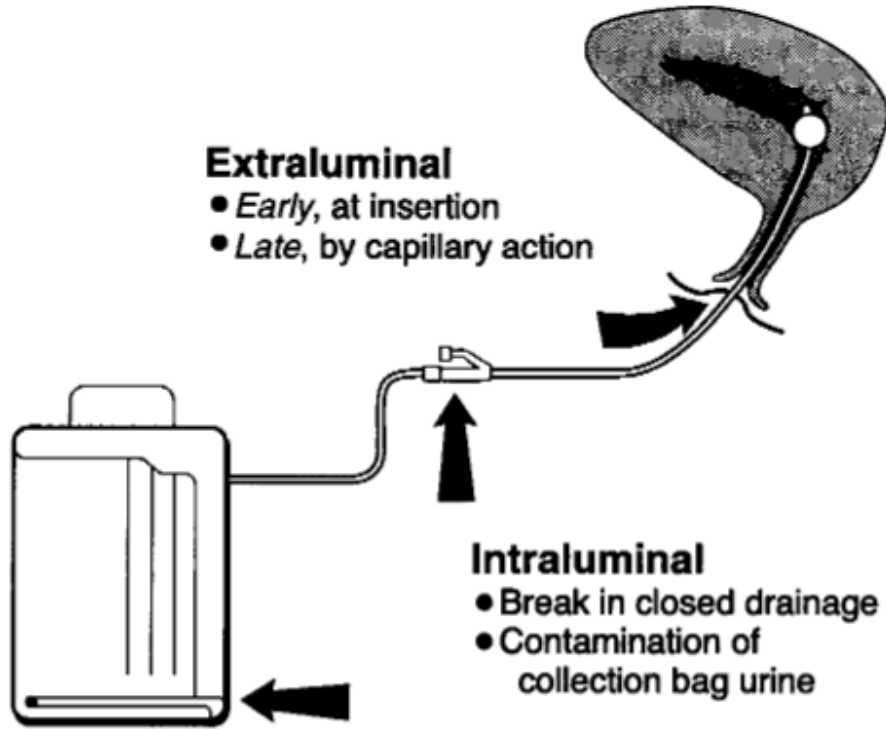 Extraluminal
● Early, at insertion
● Late, by capillary action
Intraluminal
● Break in closed drainage
● Contamination of
collection bag urine